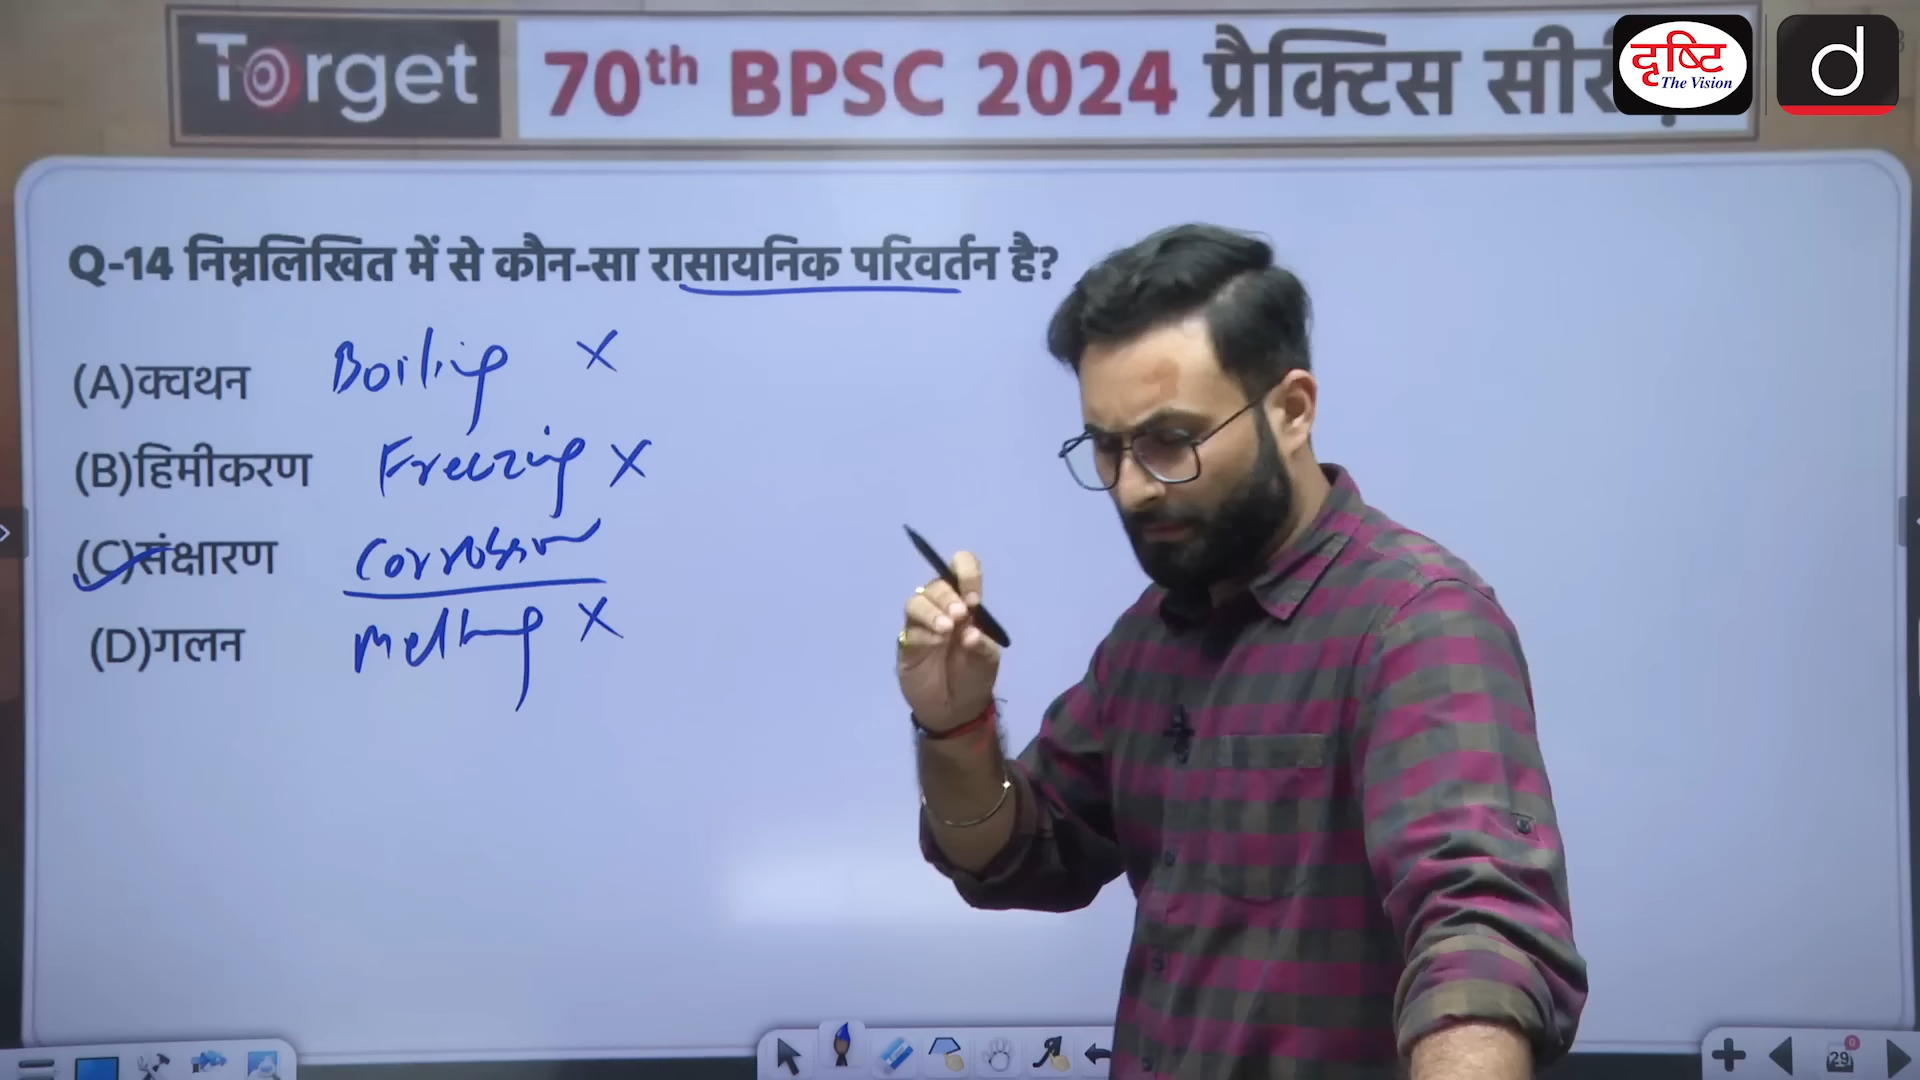 Target
70th BPSC 2024 प्रैक्टिस
दृष्टि
The Vision
d
Q-14 निम्नलिखित में से कौन-सा रासायनिक परिवर्तन है?
(A)क्वथन Boiling ×
(B)हिमीकरण Freezing ×
(C)संक्षारण Corrosion
(D)गलन Melting ×
29
0